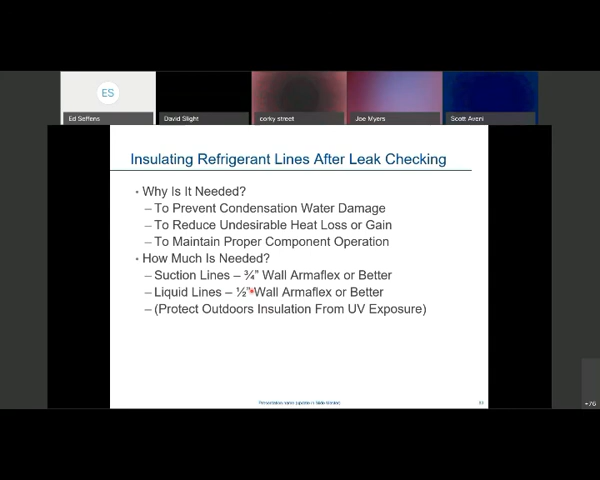 ES
Ed Seffens
David Slight
corky street
Joe Myers
Scott Aveni
Insulating Refrigerant Lines After Leak Checking
• Why Is It Needed?
– To Prevent Condensation Water Damage
– To Reduce Undesirable Heat Loss or Gain
– To Maintain Proper Component Operation
• How Much Is Needed?
– Suction Lines – ¾” Wall Armaflex or Better
– Liquid Lines – ½” Wall Armaflex or Better
– (Protect Outdoors Insulation From UV Exposure)
+76